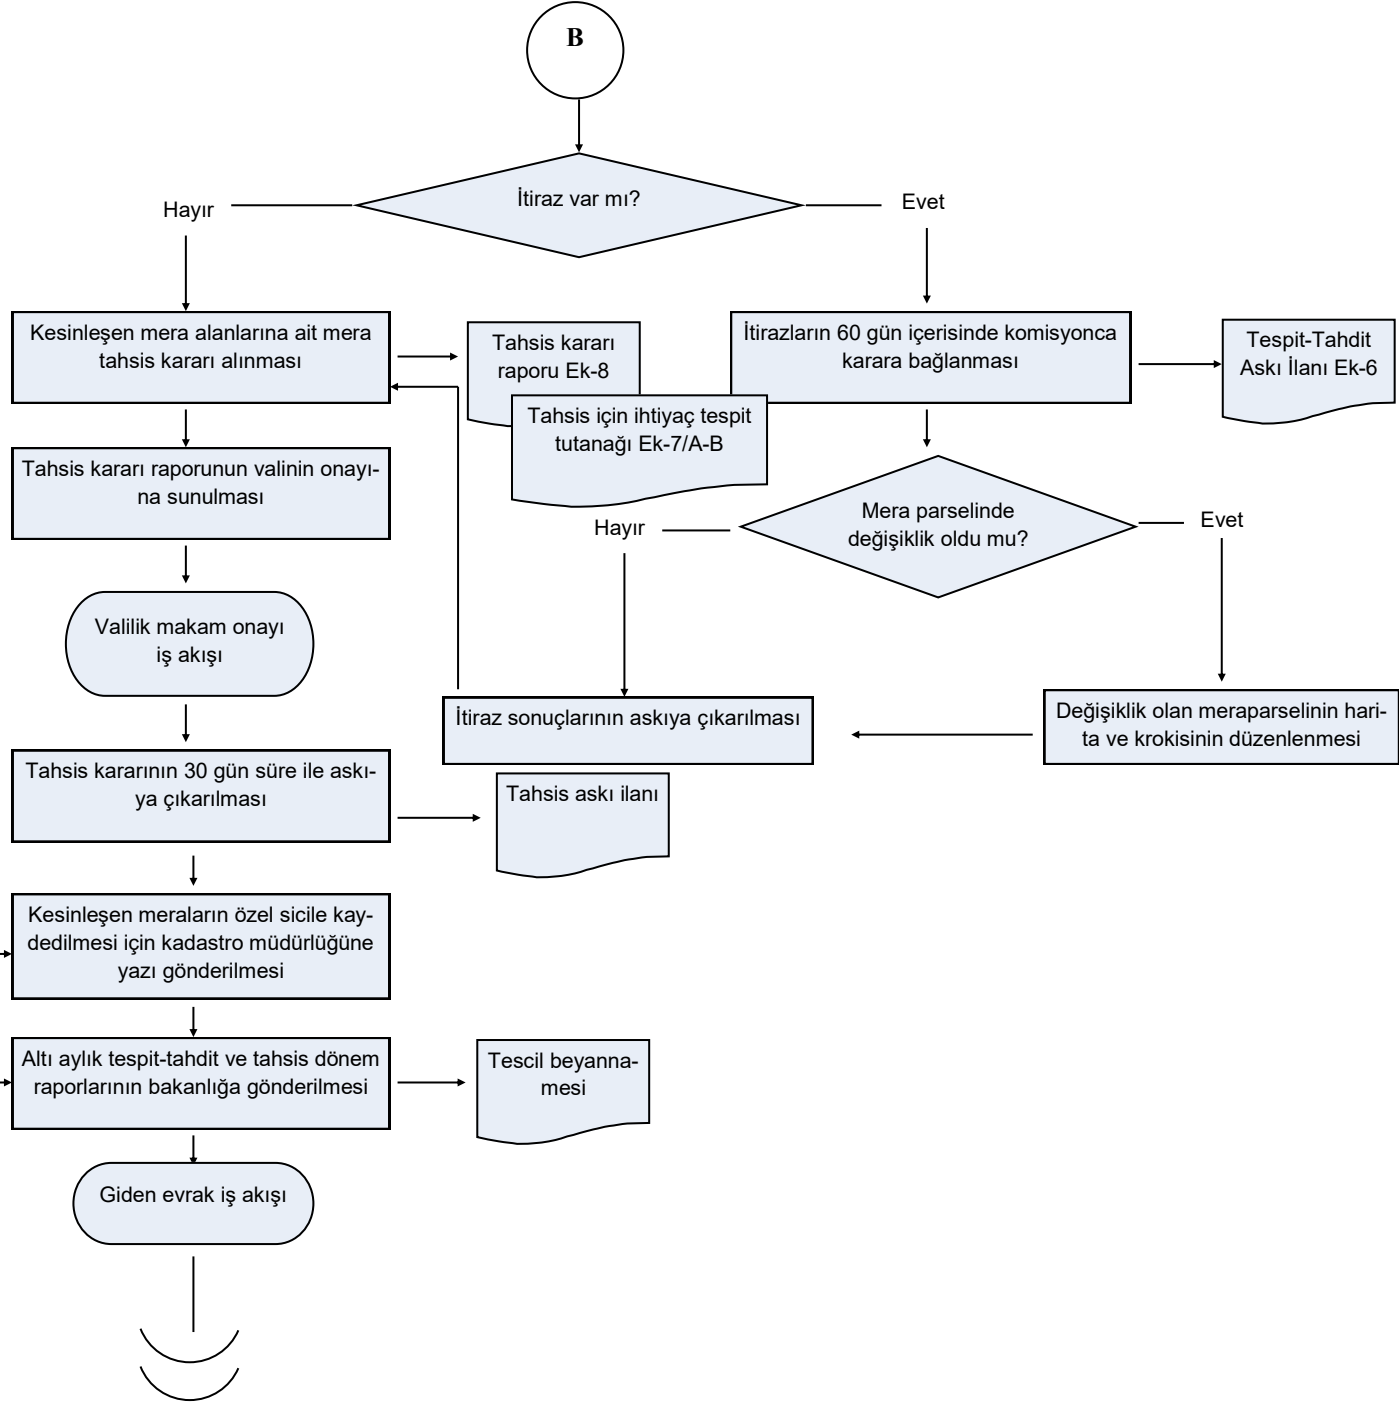 B
İtiraz var mı?
Hayır
Evet
Kesinleşen mera alanlarına ait mera
tahsis kararı alınması
Tahsis kararı
raporu Ek-8
İtirazların 60 gün içerisinde komisyonca
karara bağlanması
Tespit-Tahdit
Askı İlanı Ek-6
Tahsis için ihtiyaç tespit
tutanağı Ek-7/A-B
Tahsis kararı raporunun valinin onayı-
na sunulması
Mera parselinde
değişiklik oldu mu?
Hayır
Evet
Valilik makam onayı
iş akışı
İtiraz sonuçlarının askıya çıkarılması
Değişiklik olan meraparselinin hari-
ta ve krokisinin düzenlenmesi
Tahsis kararının 30 gün süre ile askı-
ya çıkarılması
Tahsis askı ilanı
Kesinleşen meraların özel sicile kay-
dedilmesi için kadastro müdürlüğüne
yazı gönderilmesi
Altı aylık tespit-tahdit ve tahsis dönem
raporlarının bakanlığa gönderilmesi
Tescil beyanna-
mesi
Giden evrak iş akışı